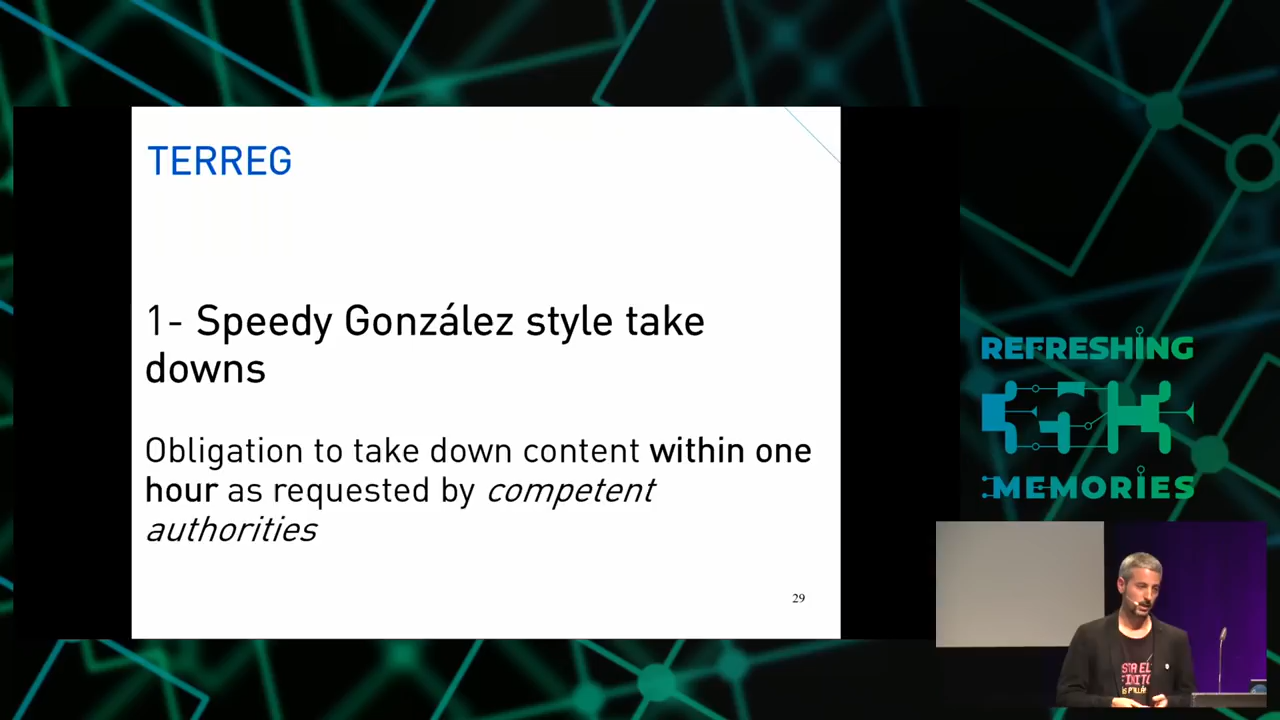 TERREG
1- Speedy González style take
downs
Obligation to take down content within one
hour as requested by competent
authorities
29
REFRESHING
35C3
MEMORIES